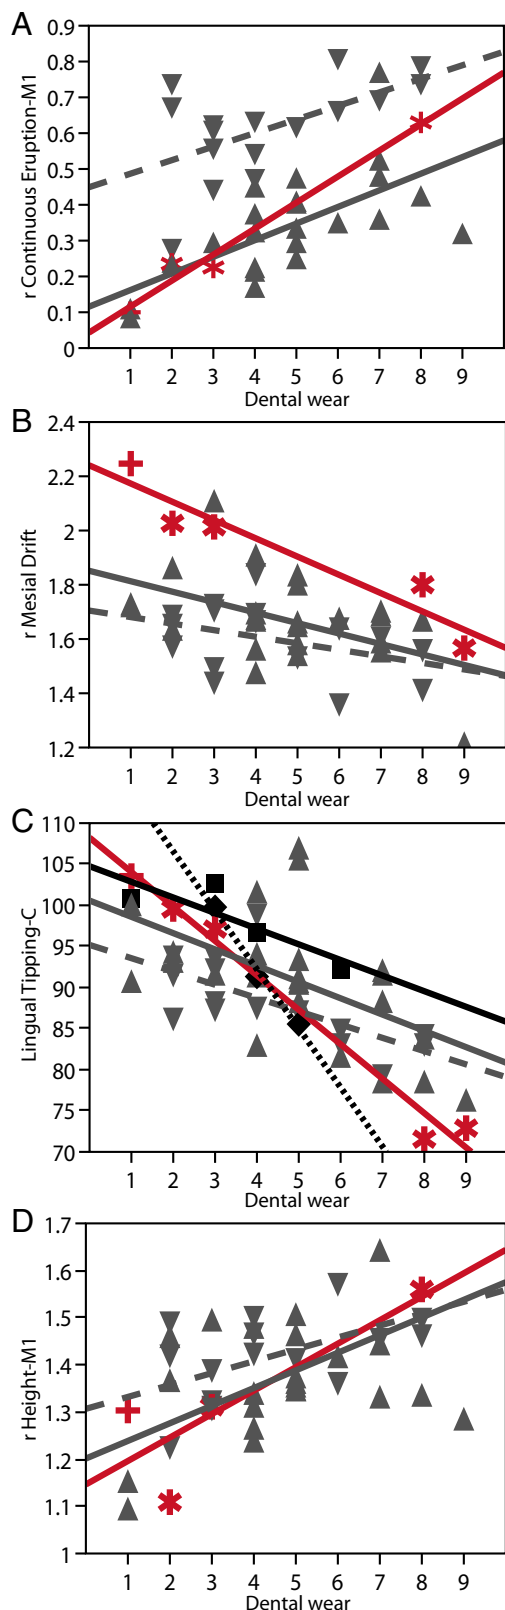 A
r Continuous Eruption-M1
0.9
0.8
0.7
0.6
0.5
0.4
0.3
0.2
0.1
0
1 2 3 4 5 6 7 8 9
Dental wear
B
r Mesial Drift
2.4
2.2
2
1.8
1.6
1.4
1.2
1 2 3 4 5 6 7 8 9
Dental wear
C
Lingual Tipping-C
110
105
100
95
90
85
80
75
70
1 2 3 4 5 6 7 8 9
Dental wear
D
r Height-M1
1.7
1.6
1.5
1.4
1.3
1.2
1.1
1
1 2 3 4 5 6 7 8 9
Dental wear